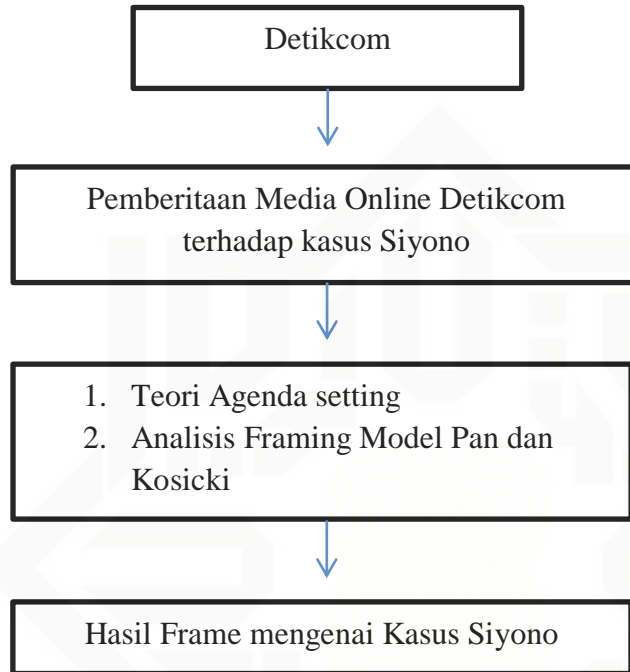 Detikcom
Pemberitaan Media Online Detikcom
terhadap kasus Siyono
1. Teori Agenda setting
2. Analisis Framing Model Pan dan
Kosicki
Hasil Frame mengenai Kasus Siyono